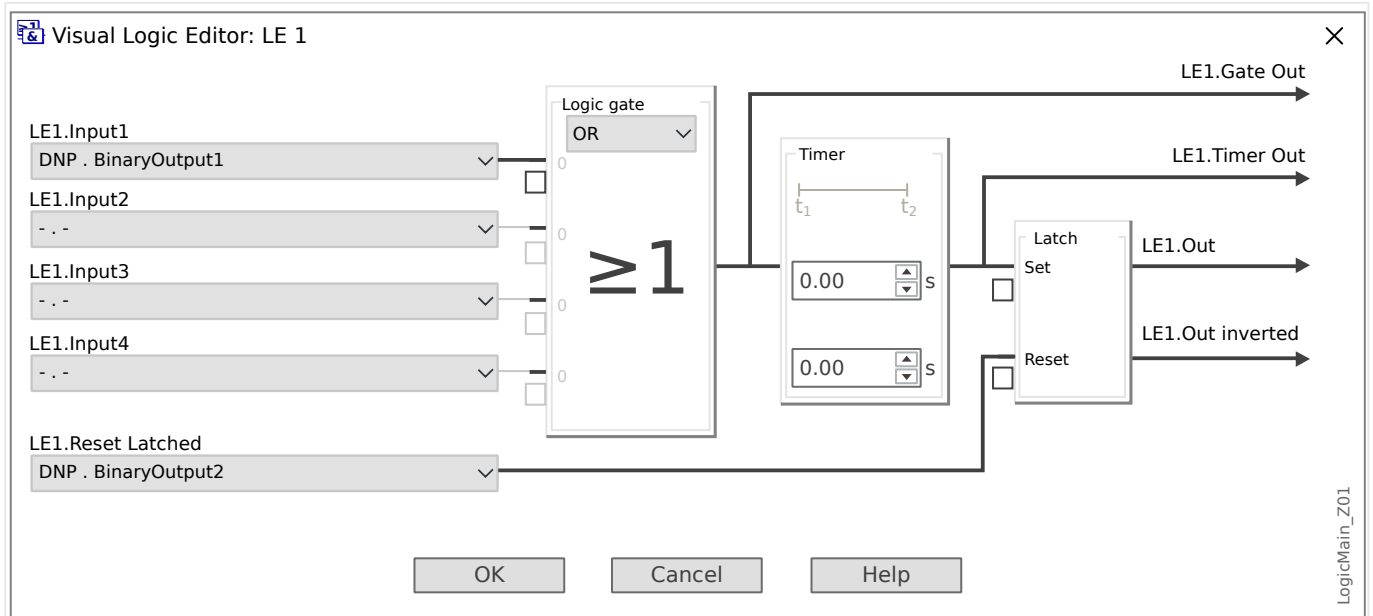 Visual Logic Editor: LE 1
LE1.Gate Out
Logic gate
OR
LE1.Input1
DNP . BinaryOutput1
0
LE1.Input2
- . -
0
LE1.Input3
- . -
0
LE1.Input4
- . -
0
≥1
Timer
t1
t2
0.00
s
0.00
s
LE1.Timer Out
Latch
Set
Reset
LE1.Out
LE1.Out inverted
LE1.Reset Latched
DNP . BinaryOutput2
OK
Cancel
Help
LogicMain_Z01
≥1
&